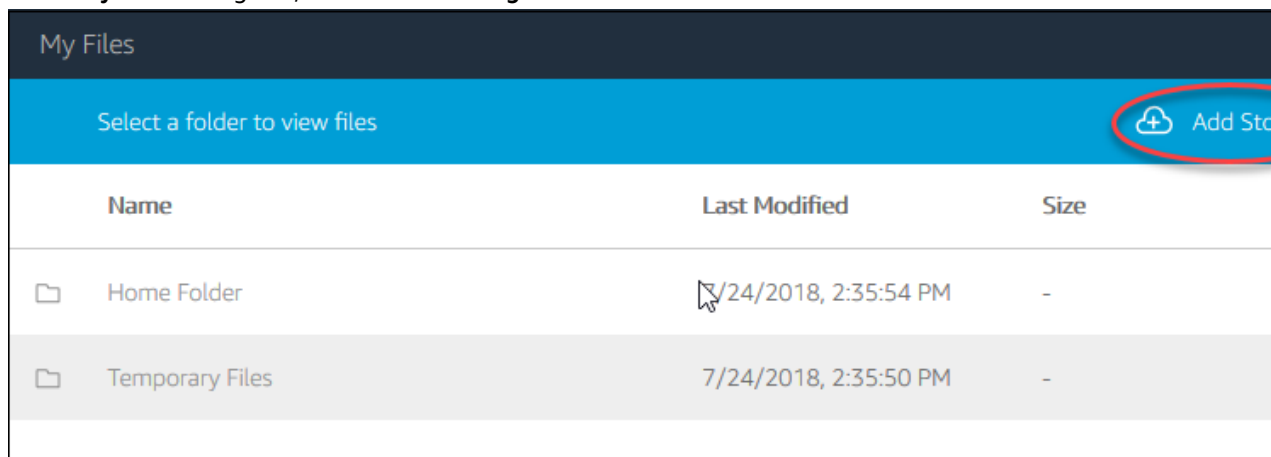 My Files
Select a folder to view files
Add Sto
Name Last Modified Size
Home Folder /24/2018, 2:35:54 PM -
Temporary Files 7/24/2018, 2:35:50 PM -